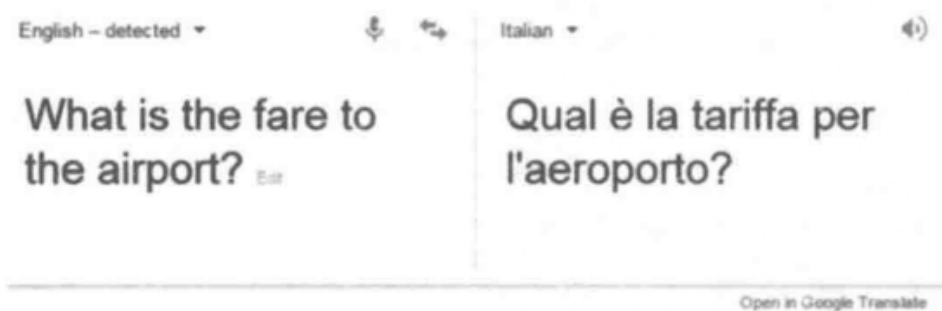 English – detected
Italian
What is the fare to
the airport? Edit
Qual è la tariffa per
l'aeroporto?
Open in Google Translate